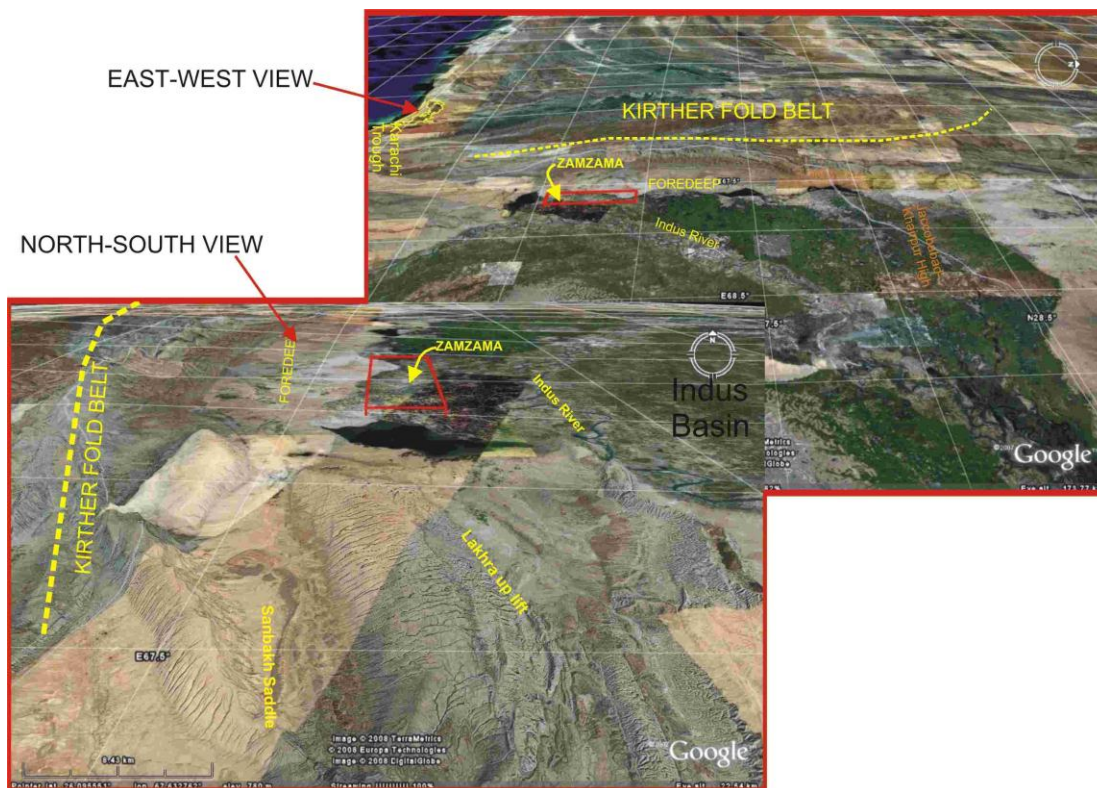 EAST-WEST VIEW
Karachi
Trough
KIRTHER FOLD BELT
ZAMZAMA
FOREDEEP
Indus River
Jacobabad
Khairpur High
E68.5°
N28.5°
Google
NORTH-SOUTH VIEW
KIRTHER FOLD BELT
FOREDEE
ZAMZAMA
Indus River
N
Indus
Basin
Lakhra up lift
Sanbakh Saddle
E67.5°
Image © 2008 TerraMetrics
© 2008 Europa Technologies
Image © 2008 DigitalGlobe
Google